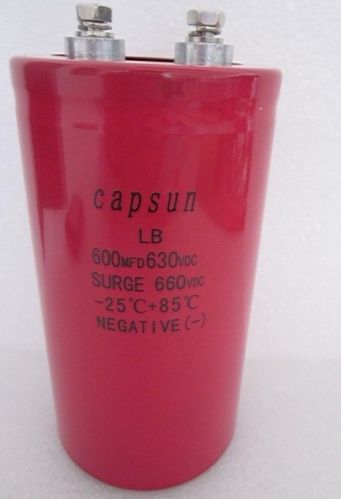 capsun
LB
600MFD630VDC
SURGE 660VDC
-25℃+85℃
NEGATIVE(-)